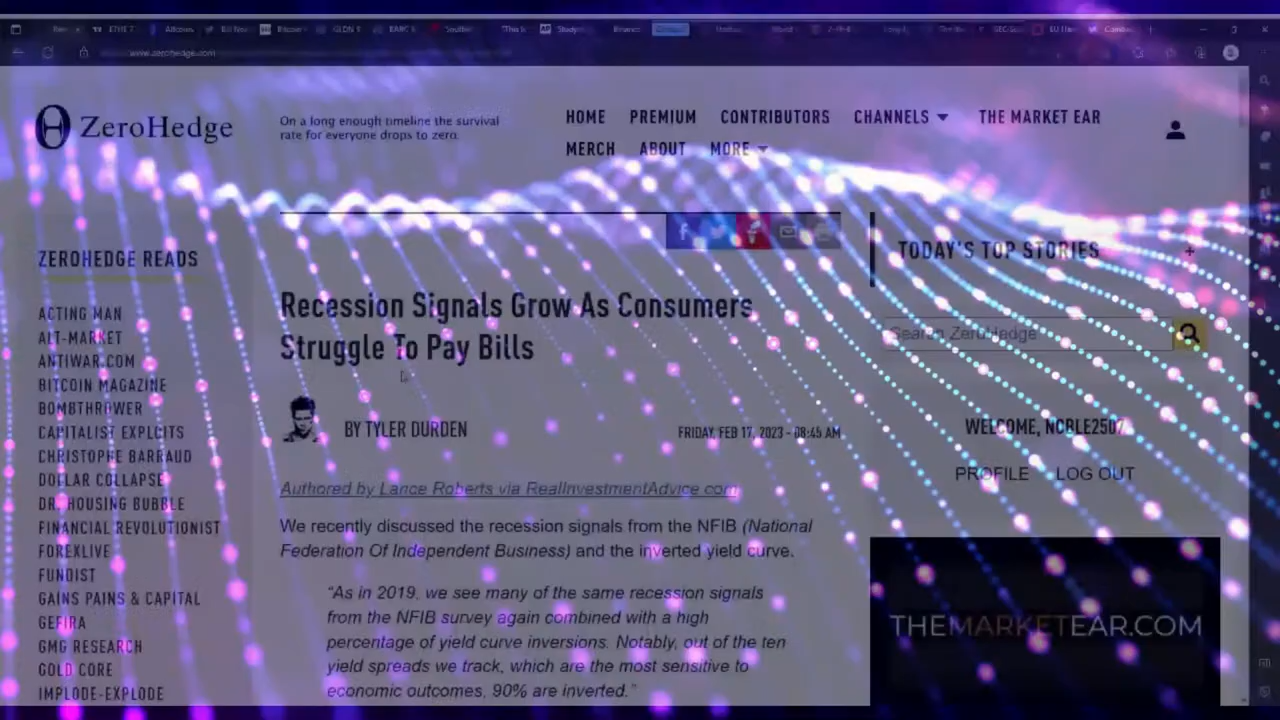 www.zerohedge.com
ZeroHedge
On a long enough timeline the survival
rate for everyone drops to zero.
HOME PREMIUM CONTRIBUTORS CHANNELS THE MARKET EAR
MERCH ABOUT MORE
ZEROHEDGE READS
ACTING MAN
ALT-MARKET
ANTIWAR.COM
BITCOIN MAGAZINE
BOMBTHROWER
CAPITALIST EXPLOITS
CHRISTOPHE BARRAUD
DOLLAR COLLAPSE
DR. HOUSING BUBBLE
FINANCIAL REVOLUTIONIST
FOREXLIVE
FUNDIST
GAINS PAINS & CAPITAL
GEFIRA
GMG RESEARCH
GOLD CORE
IMPLODE-EXPLODE
Recession Signals Grow As Consumers
Struggle To Pay Bills
BY TYLER DURDEN
FRIDAY, FEB 17, 2023 - 08:45 AM
Authored by Lance Roberts via RealInvestmentAdvice.com
We recently discussed the recession signals from the NFIB (National
Federation Of Independent Business) and the inverted yield curve.
“As in 2019, we see many of the same recession signals
from the NFIB survey again combined with a high
percentage of yield curve inversions. Notably, out of the ten
yield spreads we track, which are the most sensitive to
economic outcomes, 90% are inverted.”
TODAY'S TOP STORIES +
Search ZeroHedge
WELCOME, NOBLE2507
PROFILE LOG OUT
THEMARKETEAR.COM